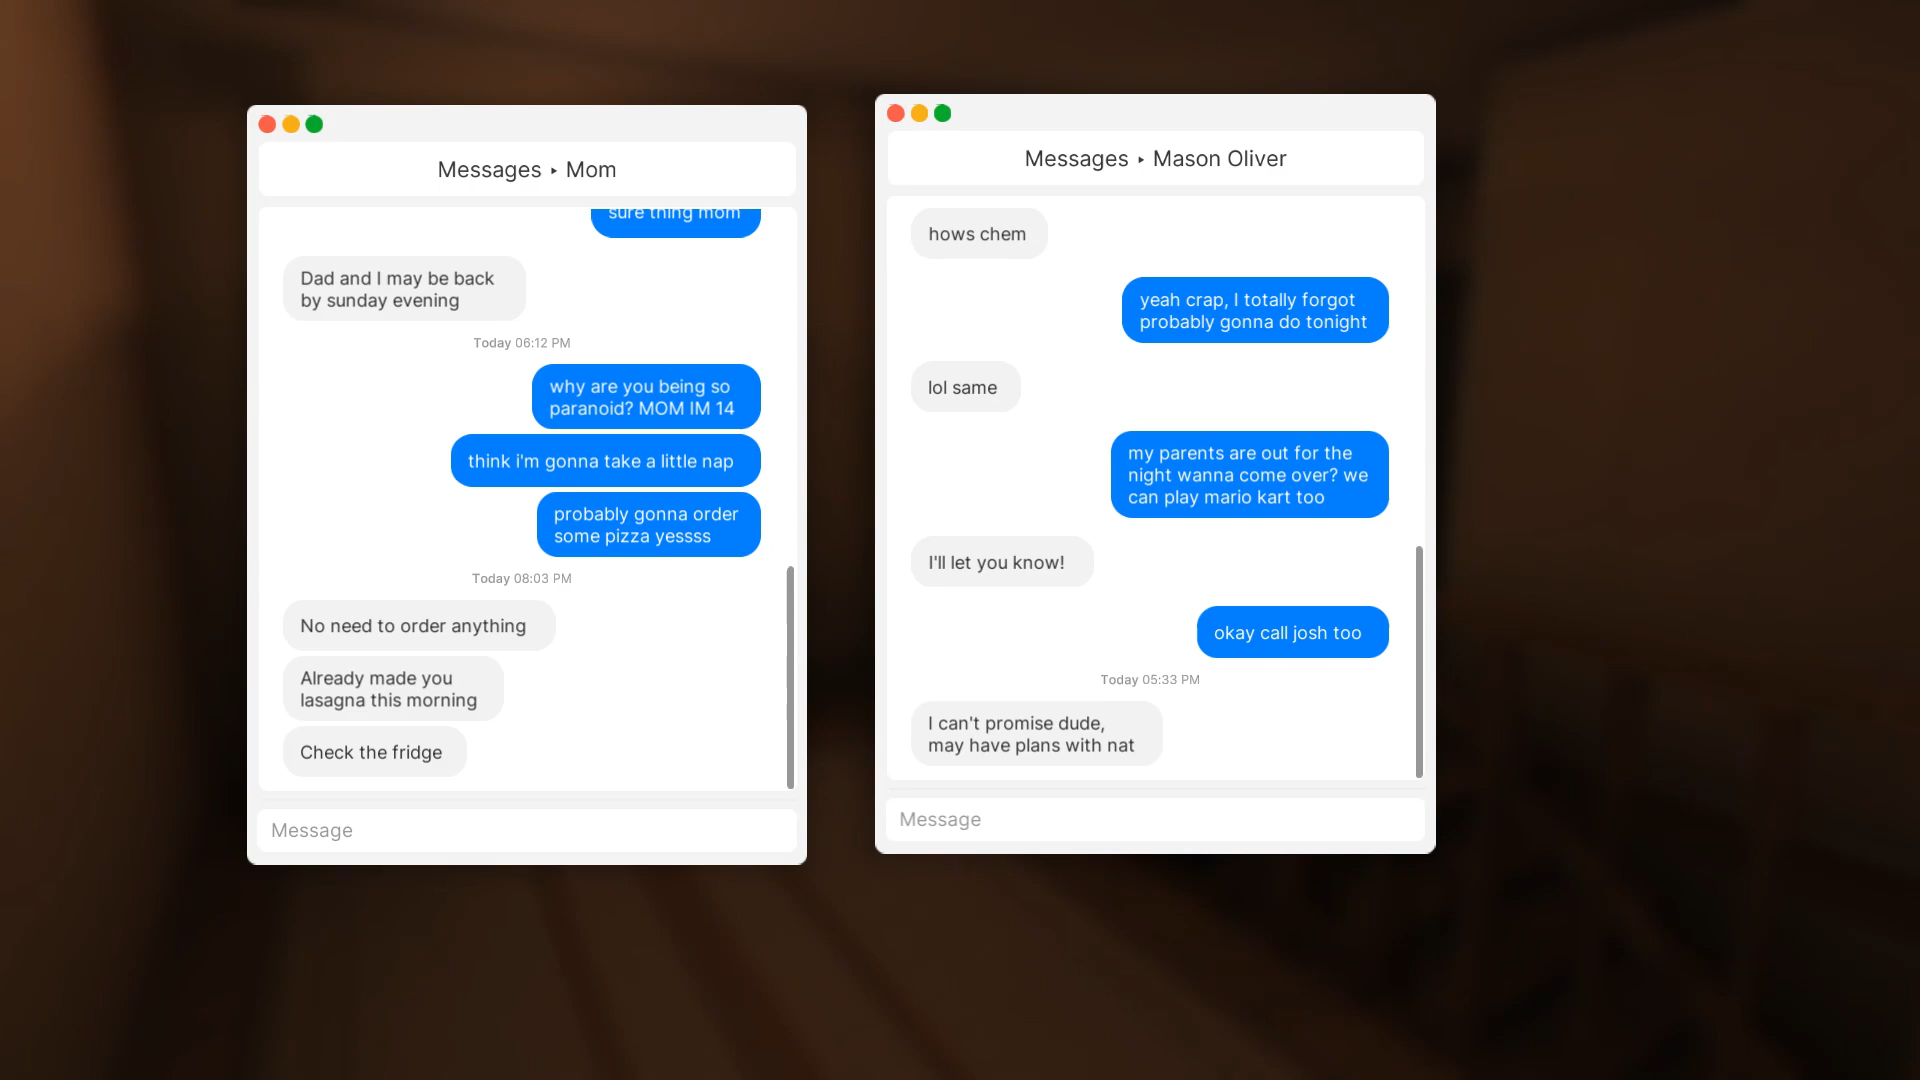 Messages ‣ Mom
sure thing mom
Dad and I may be back
by sunday evening
Today 06:12 PM
why are you being so
paranoid? MOM IM 14
think i'm gonna take a little nap
probably gonna order
some pizza yessss
Today 08:03 PM
No need to order anything
Already made you
lasagna this morning
Check the fridge
Message
Messages ‣ Mason Oliver
hows chem
yeah crap, I totally forgot
probably gonna do tonight
lol same
my parents are out for the
night wanna come over? we
can play mario kart too
I'll let you know!
okay call josh too
Today 05:33 PM
I can't promise dude,
may have plans with nat
Message